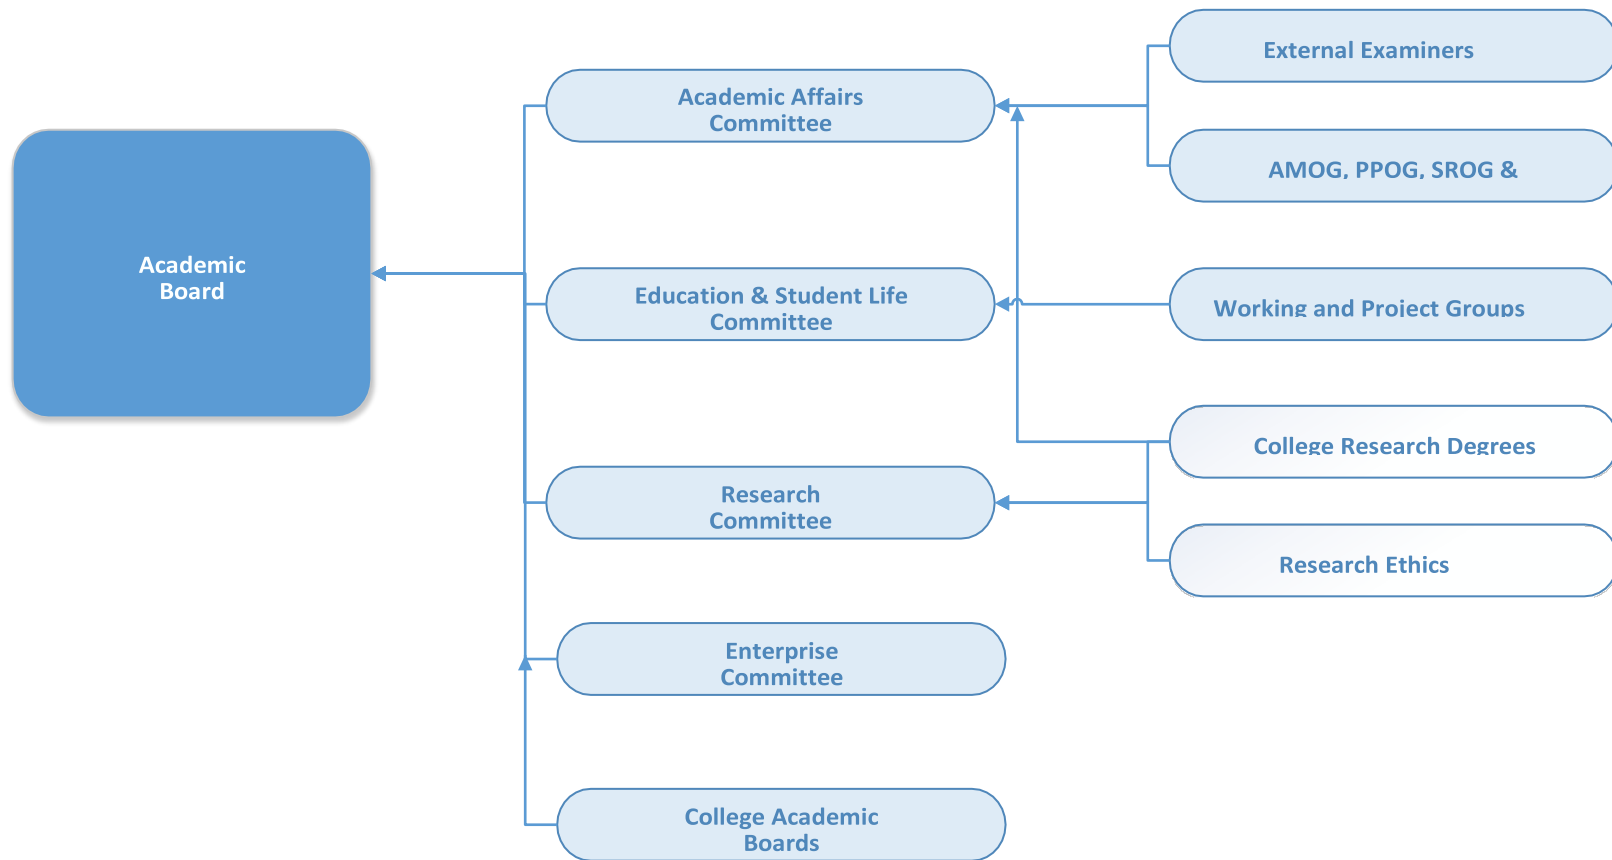 Academic
Board
Academic Affairs
Committee
Education & Student Life
Committee
Research
Committee
Enterprise
Committee
College Academic
Boards
External Examiners
AMOG, PPOG, SROG &
Working and Project Groups
College Research Degrees
Research Ethics